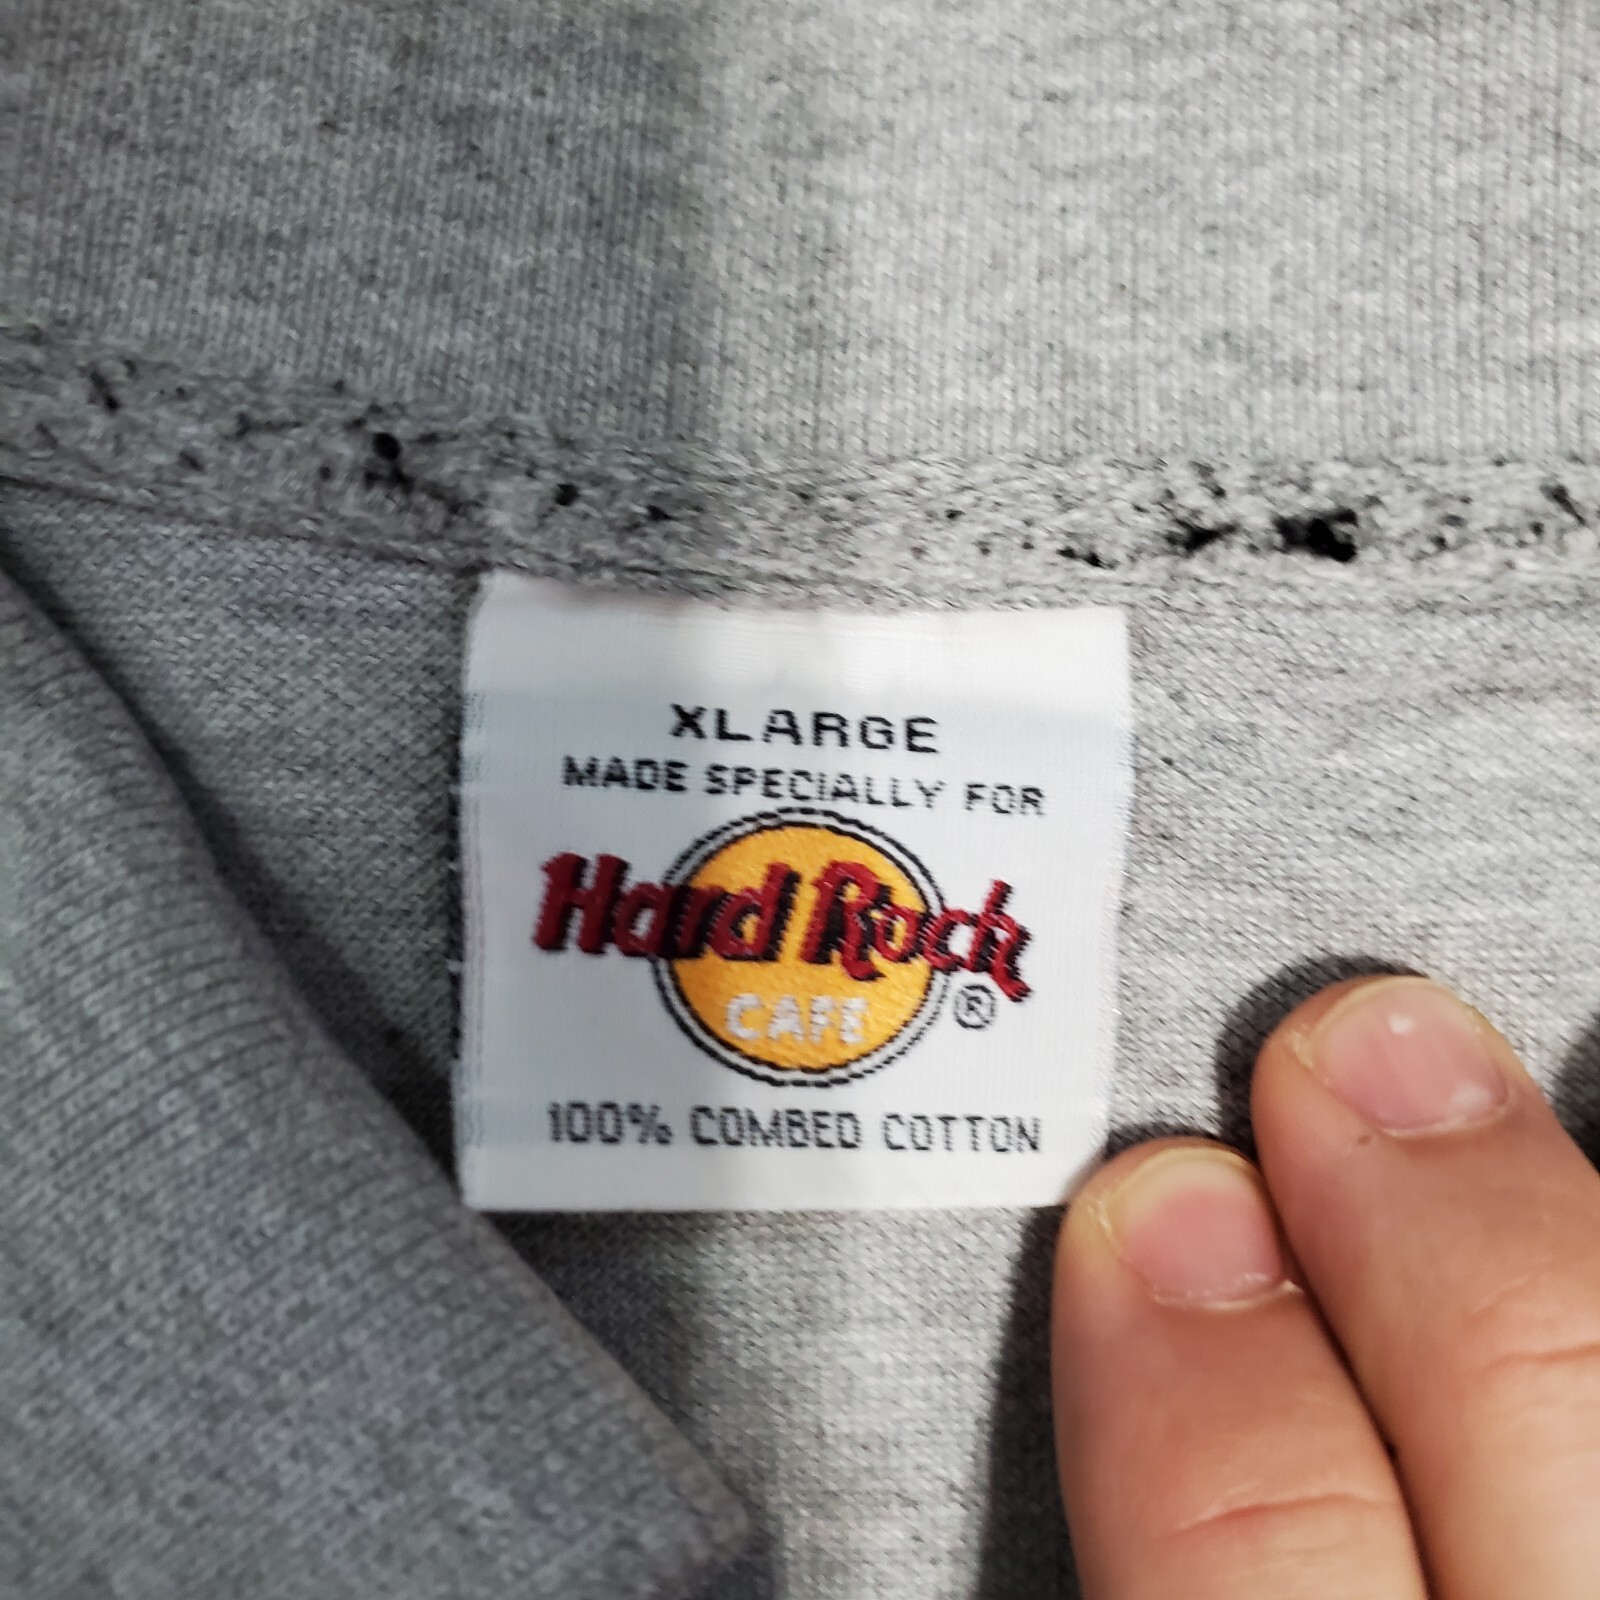 XLARGE
MADE SPECIALLY FOR
Hard Rock
CAFE
®
100% COMBED COTTON